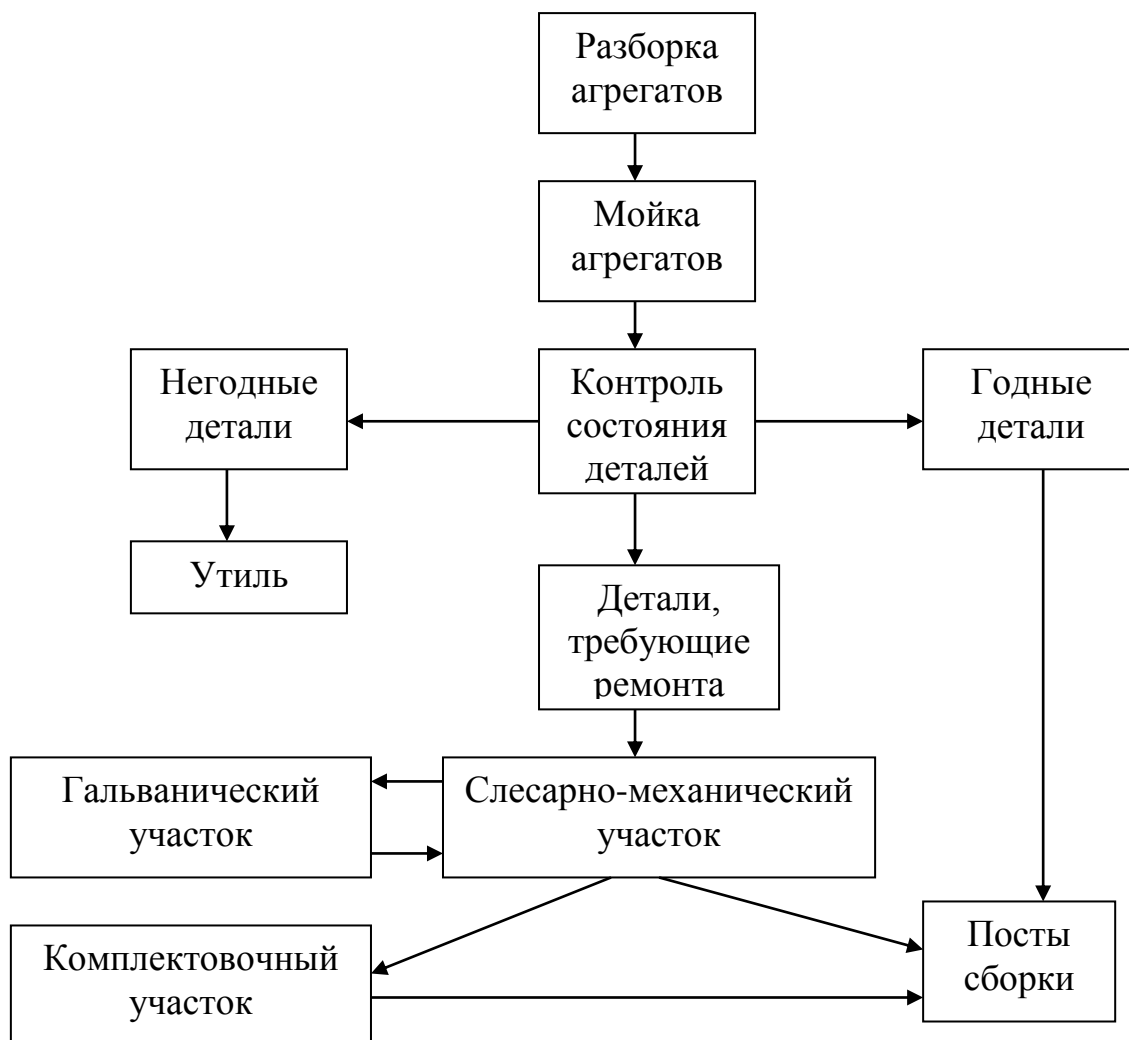 Разборка
агрегатов
Мойка
агрегатов
Негодные
детали
Контроль
состояния
деталей
Годные
детали
Утиль
Детали,
требующие
ремонта
Гальванический
участок
Слесарно-механический
участок
Комплектовочный
участок
Посты
сборки